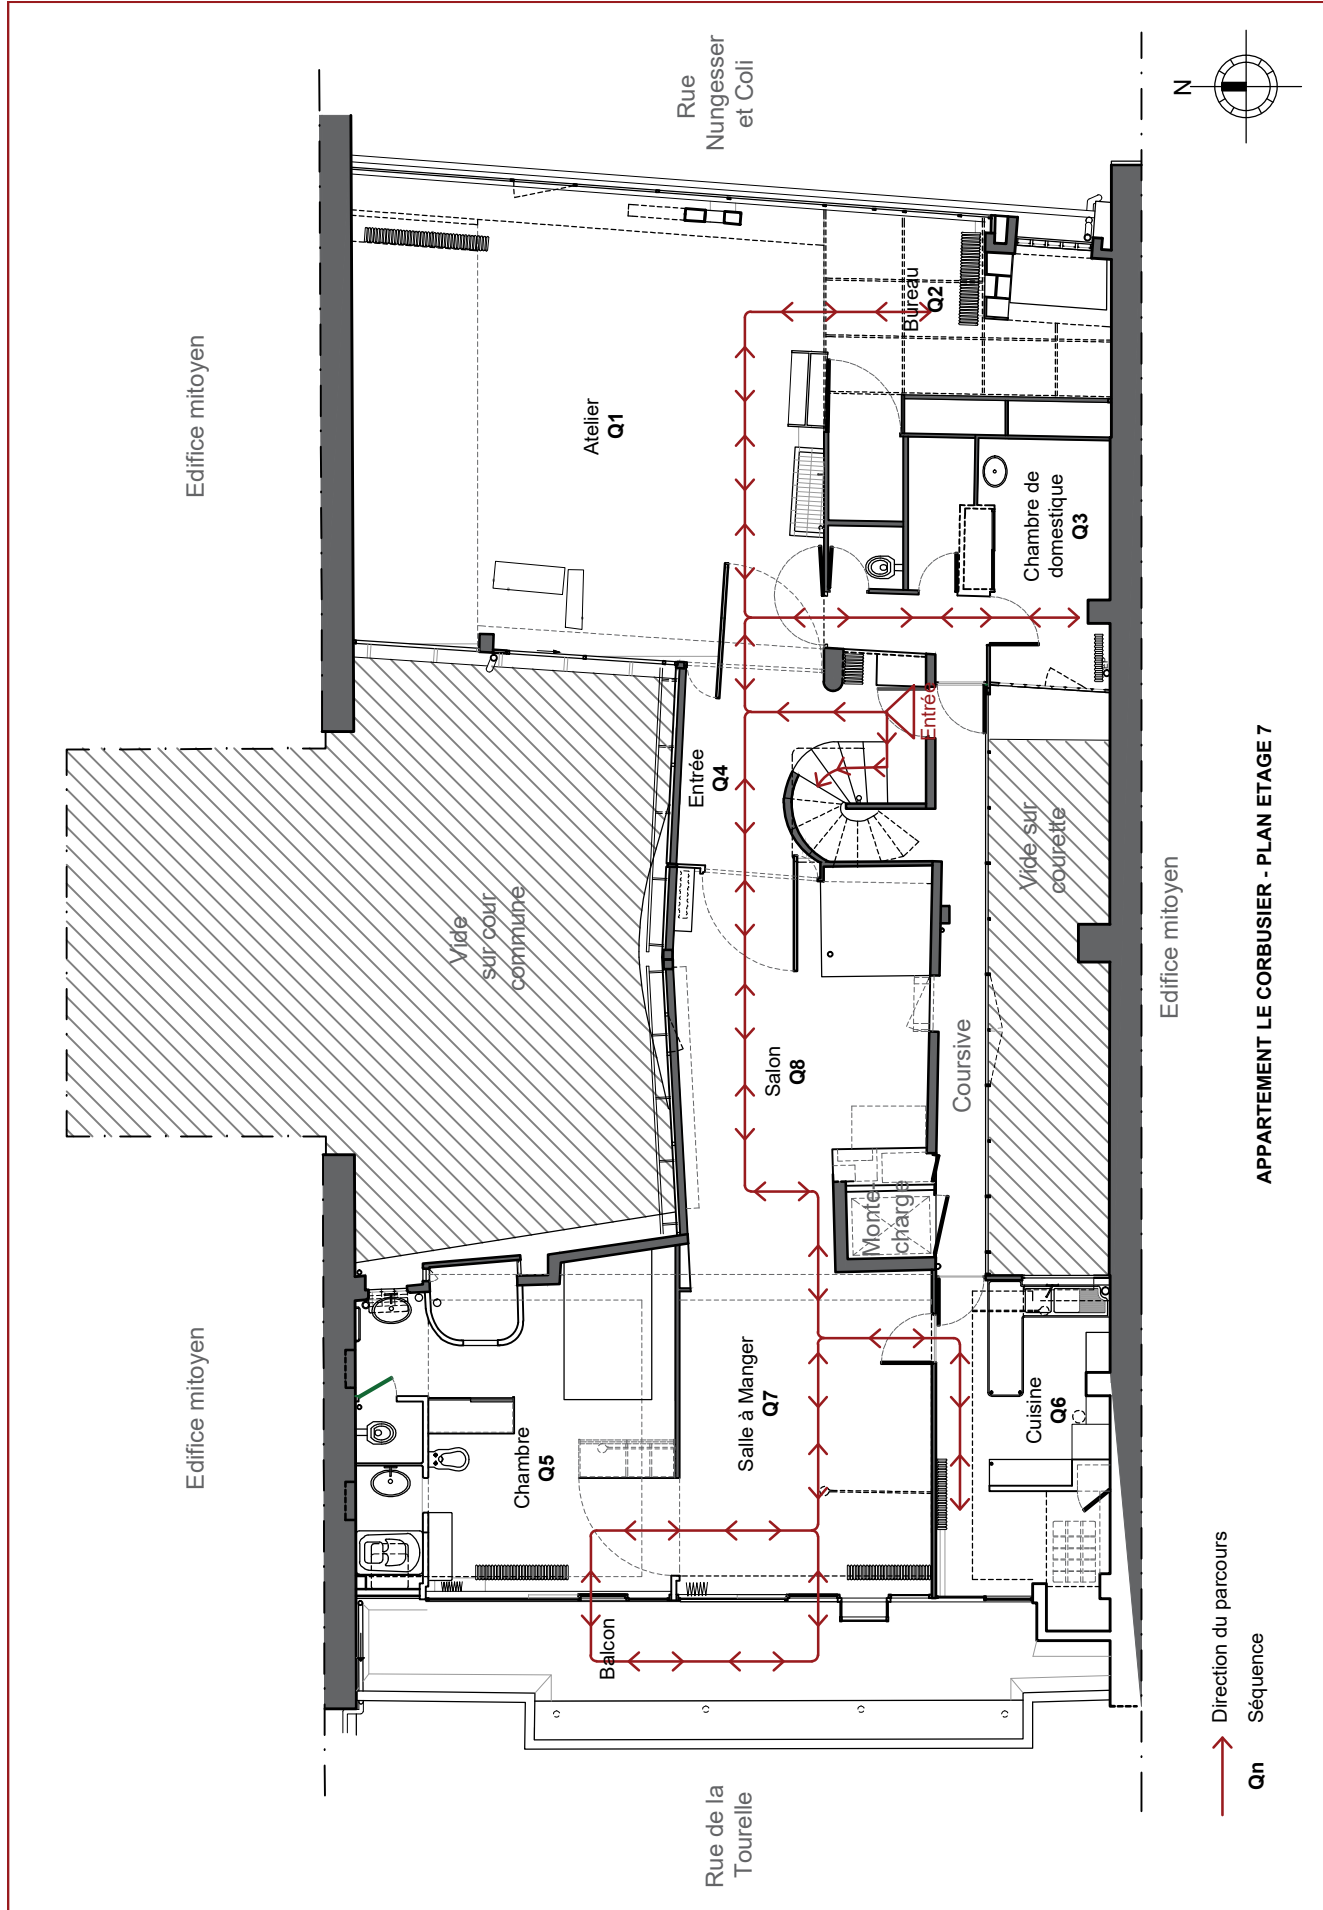 Edifice mitoyen
Edifice mitoyen
Rue
Nungesser
et Coli
N
Atelier
Q1
Bureau
Q2
Chambre de
domestique
Q3
Entrée
Entrée
Q4
Vide
sur cour
commune
Vide sur
courette
Coursive
Salon
Q8
Monte-
charge
Chambre
Q5
Salle à Manger
Q7
Cuisine
Q6
Balcon
Rue de la
Tourelle
Edifice mitoyen
APPARTEMENT LE CORBUSIER - PLAN ETAGE 7
Direction du parcours
Qn Séquence